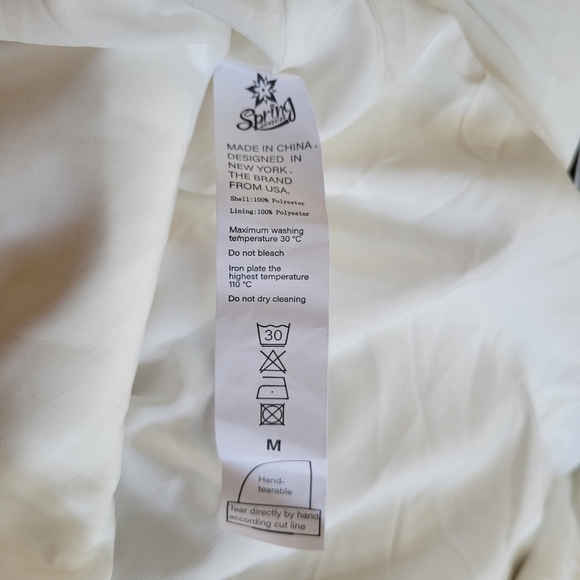 Spring
MADE IN CHINA.
DESIGNED IN
NEW YORK.
THE BRAND
FROM USA.
Shell:100% Polyester
Lining:100% Polyester
Maximum washing
temperature 30 °C
Do not bleach
Iron plate the
highest temperature
110 °C
Do not dry cleaning
30
M
Hand-
tearable
Tear directly by hand
according cut line